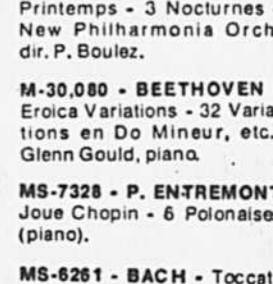 Printemps - 3 Nocturnes -
New Philharmonia Orch
dir. P. Boulez.
M-30,080 - BEETHOVEN
Eroica Variations - 32 Varia
tions en Do Mineur, etc.
Glenn Gould, piano.
MS-7328 - P. ENTREMONT
Joue Chopin - 6 Polonaise
(piano).
MS-6261 - BACH - Toccat